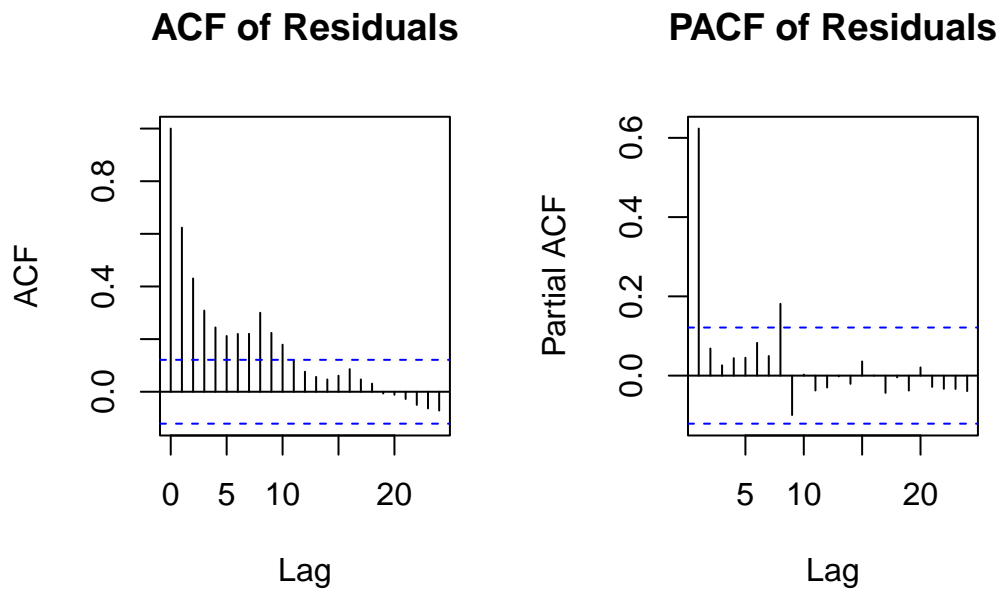 ACF of Residuals
ACF
0.0
0.4
0.8
0
5
10
20
Lag
PACF of Residuals
Partial ACF
0.0
0.2
0.4
0.6
5
10
20
Lag